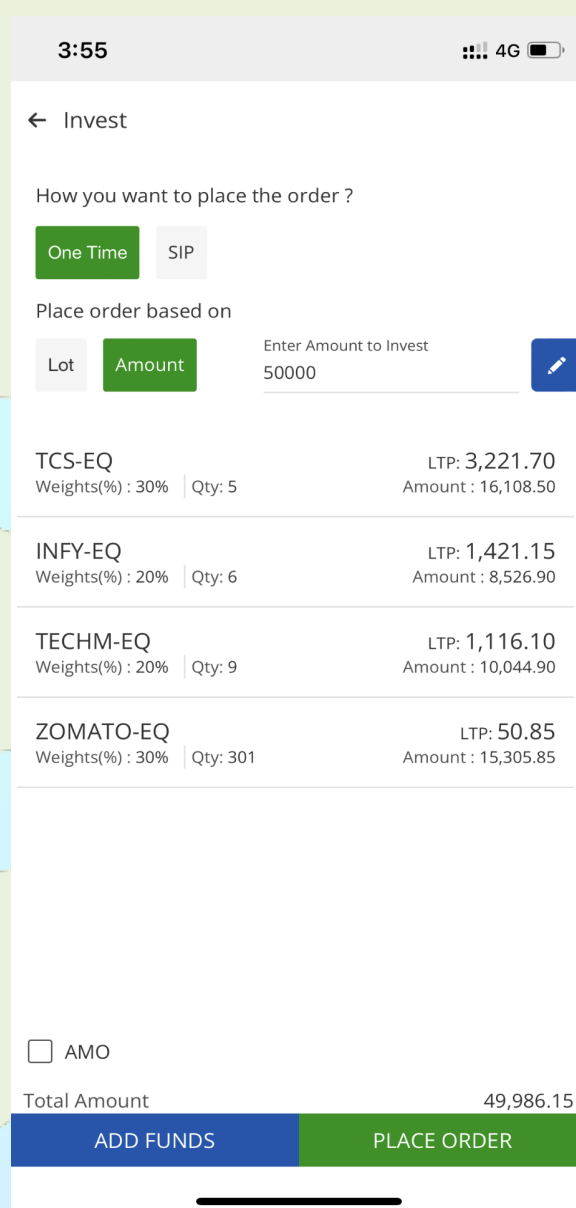 3:55 4G
Invest
How you want to place the order ?
One Time SIP
Place order based on
Enter Amount to Invest
Lot Amount 50000
TCS-EQ LTP: 3,221.70
Weights(%) : 30% Qty: 5 Amount : 16,108.50
INFY-EQ LTP: 1,421.15
Weights(%) : 20% Qty: 6 Amount : 8,526.90
TECHM-EQ LTP: 1,116.10
Weights(%) : 20% Qty: 9 Amount : 10,044.90
ZOMATO-EQ LTP: 50.85
Weights(%) : 30% Qty: 301 Amount : 15,305.85
AMO
Total Amount 49,986.15
ADD FUNDS PLACE ORDER